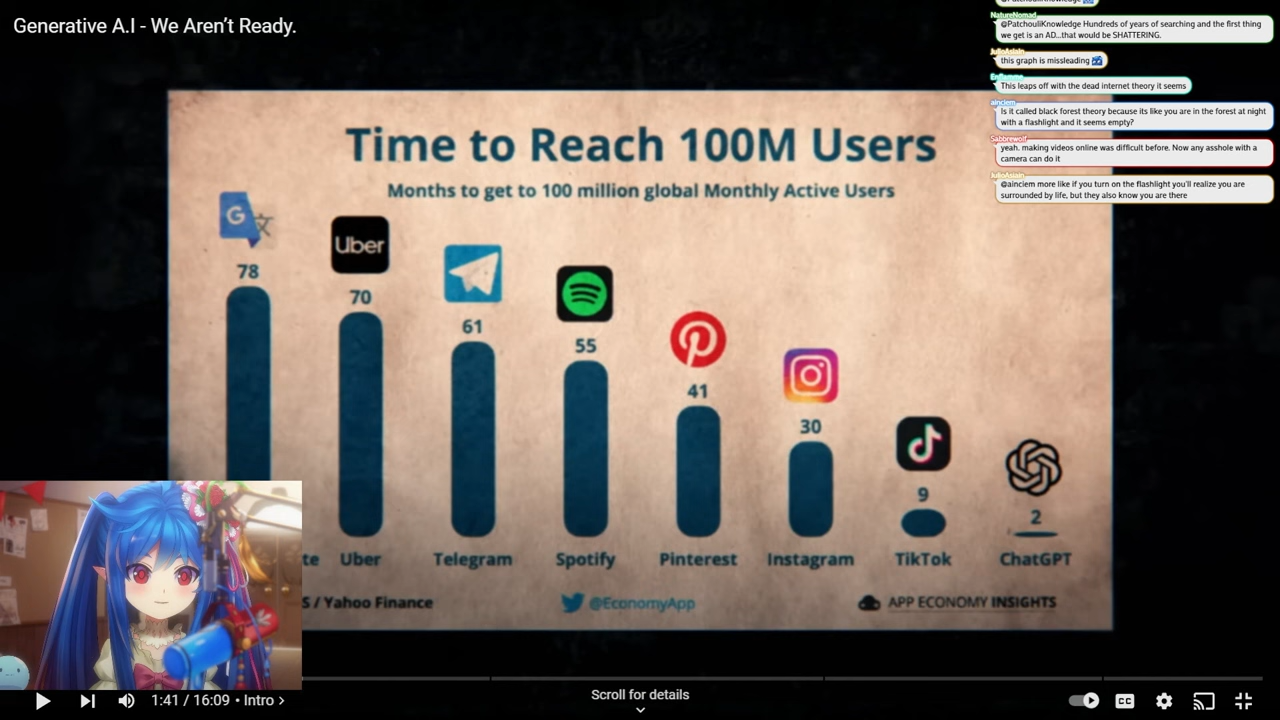 Generative A.I - We Aren’t Ready.
NatureNomad
@PatchouliKnowledge Hundreds of years of searching and the first thing
we get is an AD...that would be SHATTERING.
JulioAsiain
this graph is missleading
This leaps off with the dead internet theory it seems
ainciem
Is it called black forest theory because its like you are in the forest at night
with a flashlight and it seems empty?
Sabbrewolf
yeah. making videos online was difficult before. Now any asshole with a
camera can do it
JulioAsiain
@ainciem more like if you turn on the flashlight you'll realize you are
surrounded by life, but they also know you are there
Time to Reach 100M Users
Months to get to 100 million global Monthly Active Users
G
Uber
78
70
61
55
41
30
9
2
te
Uber
Telegram
Spotify
Pinterest
Instagram
TikTok
ChatGPT
S / Yahoo Finance
@EconomyApp
APP ECONOMY INSIGHTS
1:41 / 16:09 • Intro >
Scroll for details
CC